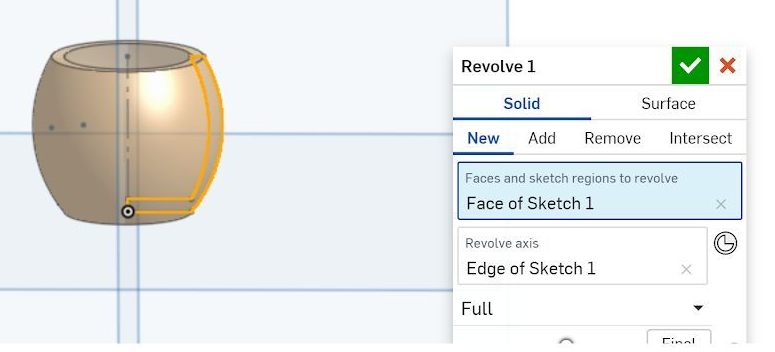 Revolve 1
Solid Surface
New Add Remove Intersect
Faces and sketch regions to revolve
Face of Sketch 1
Revolve axis
Edge of Sketch 1
Full
Final